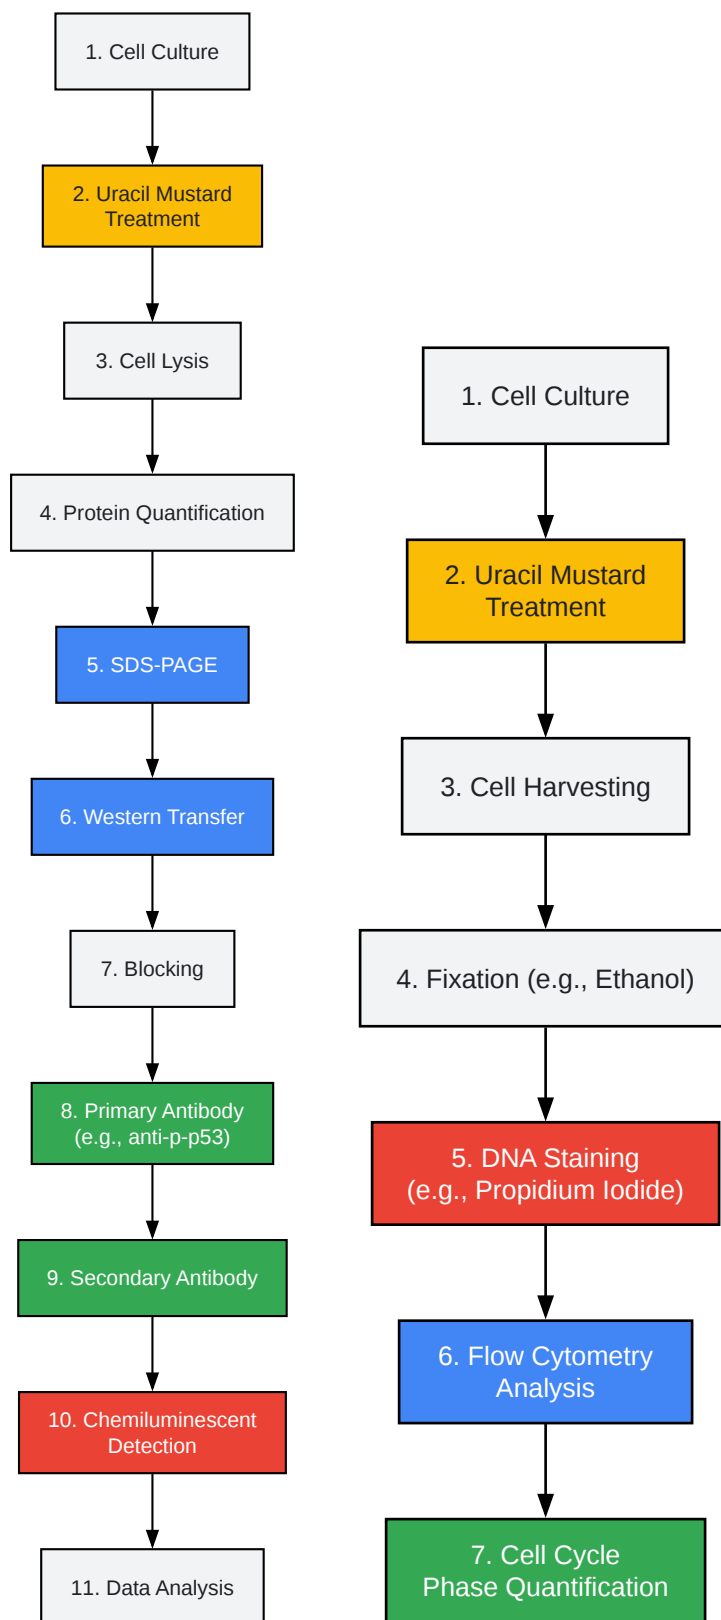 1. Cell Culture
2. Uracil Mustard
Treatment
3. Cell Lysis
4. Protein Quantification
5. SDS-PAGE
6. Western Transfer
7. Blocking
8. Primary Antibody
(e.g., anti-p-p53)
9. Secondary Antibody
10. Chemiluminescent
Detection
11. Data Analysis
1. Cell Culture
2. Uracil Mustard
Treatment
3. Cell Harvesting
4. Fixation (e.g., Ethanol)
5. DNA Staining
(e.g., Propidium Iodide)
6. Flow Cytometry
Analysis
7. Cell Cycle
Phase Quantification